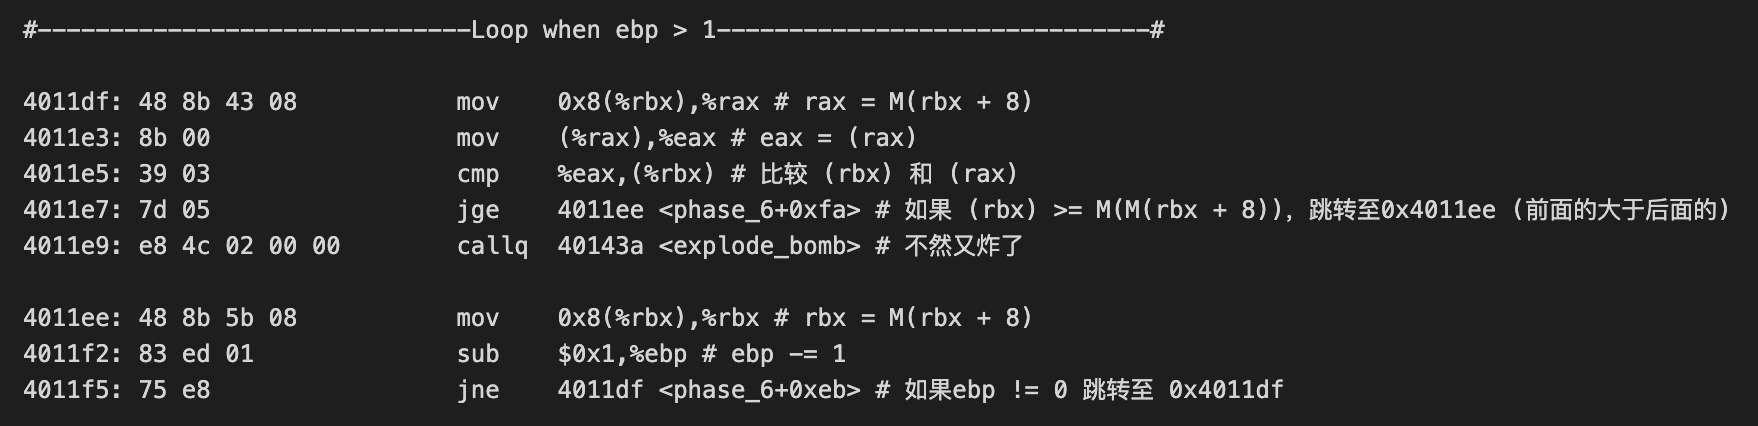 #------------------------------Loop when ebp > 1------------------------------#
4011df: 48 8b 43 08           mov    0x8(%rbx),%rax # rax = M(rbx + 8)
4011e3: 8b 00                 mov    (%rax),%eax # eax = (rax)
4011e5: 39 03                 cmp    %eax,(%rbx) # 比较 (rbx) 和 (rax)
4011e7: 7d 05                 jge    4011ee <phase_6+0xfa> # 如果 (rbx) >= M(M(rbx + 8)), 跳转至0x4011ee (前面的大于后面的)
4011e9: e8 4c 02 00 00        callq  40143a <explode_bomb> # 不然又炸了
4011ee: 48 8b 5b 08           mov    0x8(%rbx),%rbx # rbx = M(rbx + 8)
4011f2: 83 ed 01              sub    $0x1,%ebp # ebp -= 1
4011f5: 75 e8                 jne    4011df <phase_6+0xeb> # 如果ebp != 0 跳转至 0x4011df